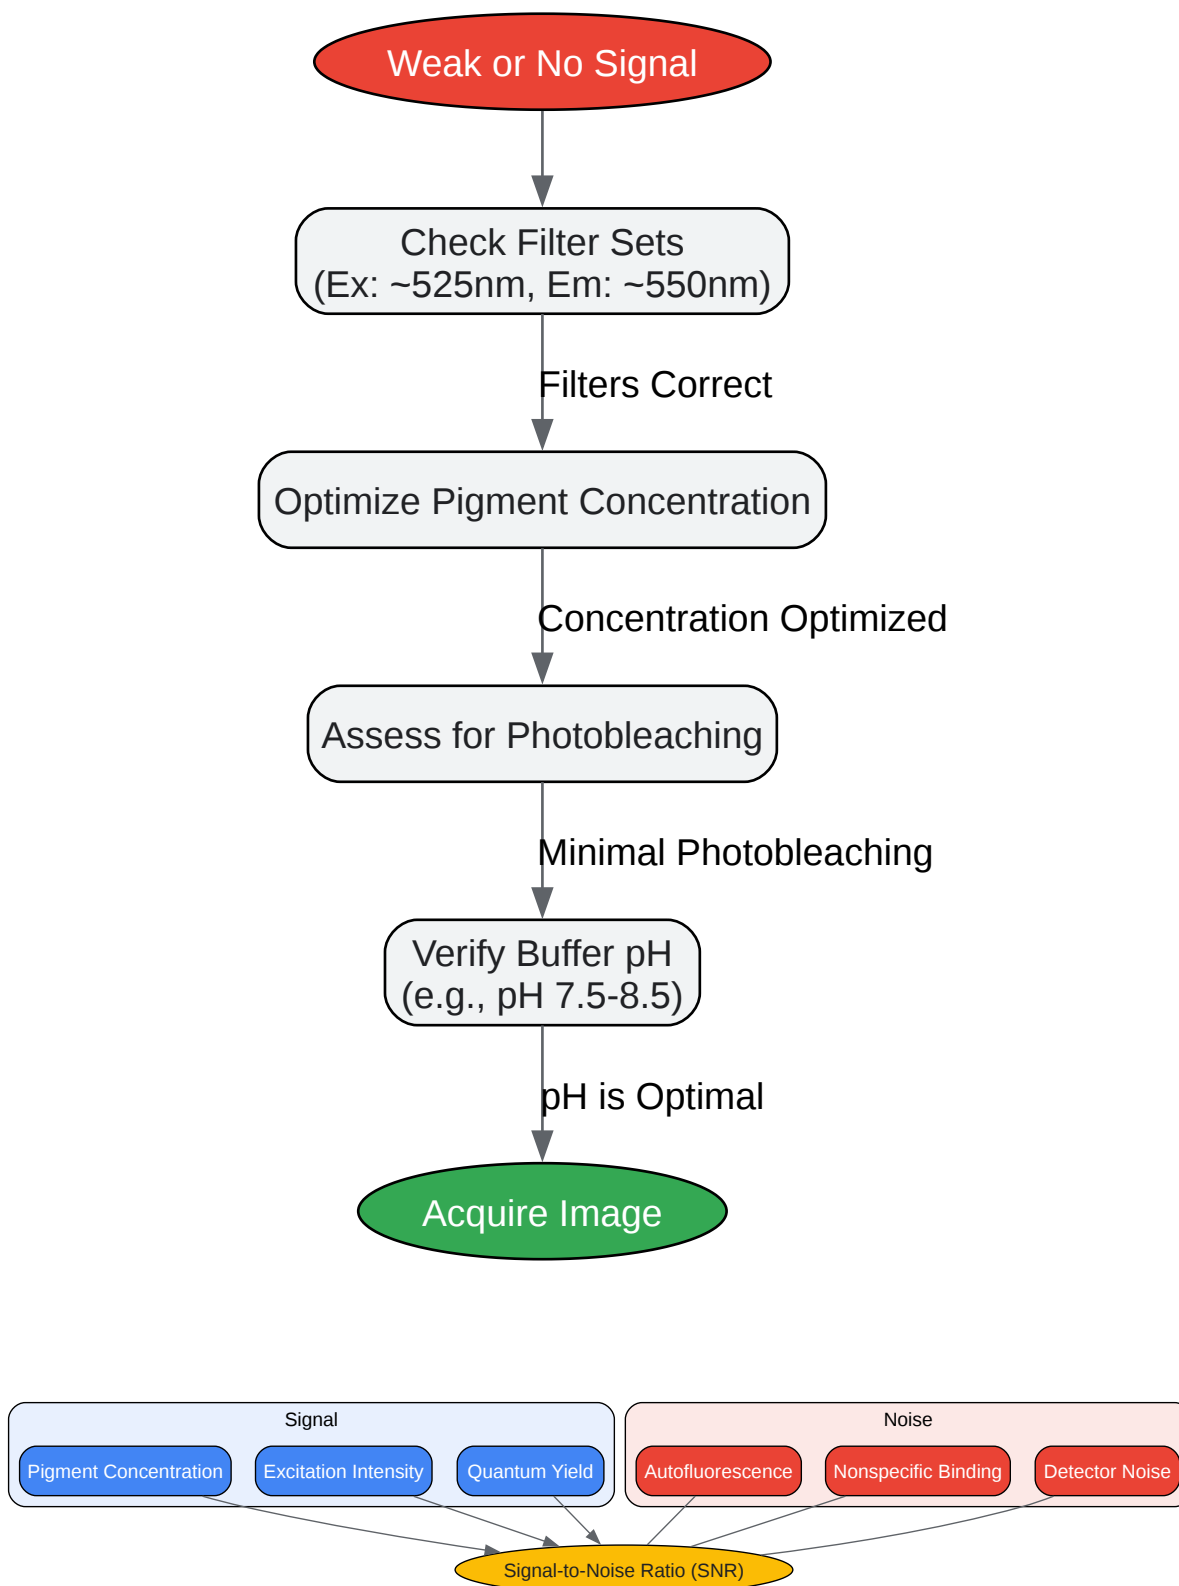 Weak or No Signal
Check Filter Sets
(Ex: ~525nm, Em: ~550nm)
Filters Correct
Optimize Pigment Concentration
Concentration Optimized
Assess for Photobleaching
Minimal Photobleaching
Verify Buffer pH
(e.g., pH 7.5-8.5)
pH is Optimal
Acquire Image
Signal
Noise
Pigment Concentration
Excitation Intensity
Quantum Yield
Autofluorescence
Nonspecific Binding
Detector Noise
Signal-to-Noise Ratio (SNR)